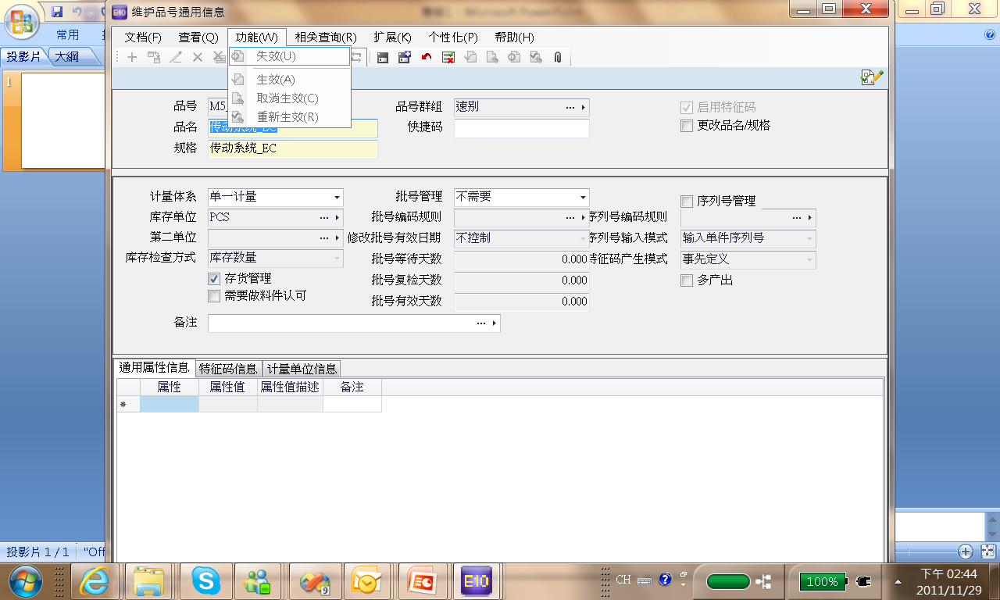 E10 维护品号通用信息
文档(F) 查看(Q) 功能(W) 相关查询(R) 扩展(K) 个性化(P) 帮助(H)
常用
投影片 大綱
1
失效(U)
生效(A)
取消生效(C)
重新生效(R)
品号 M5 品号群组 速别 启用特征码
品名 传动系统_EC 快捷码 更改品名/规格
规格 传动系统_EC
计量体系 单一计量 批号管理 不需要 序列号管理
库存单位 PCS 批号编码规则 序列号编码规则
第二单位 修改批号有效日期 不控制 序列号输入模式 输入单件序列号
库存检查方式 库存数量 批号等待天数 0.000 特征码产生模式 事先定义
存货管理 批号复检天数 0.000 多产出
需要做料件认可 批号有效天数 0.000
备注
通用属性信息 特征码信息 计量单位信息
属性 属性值 属性值描述 备注
投影片 1 / 1 "Off
9 E10 CH 100% 下午 02:44
2011/11/29